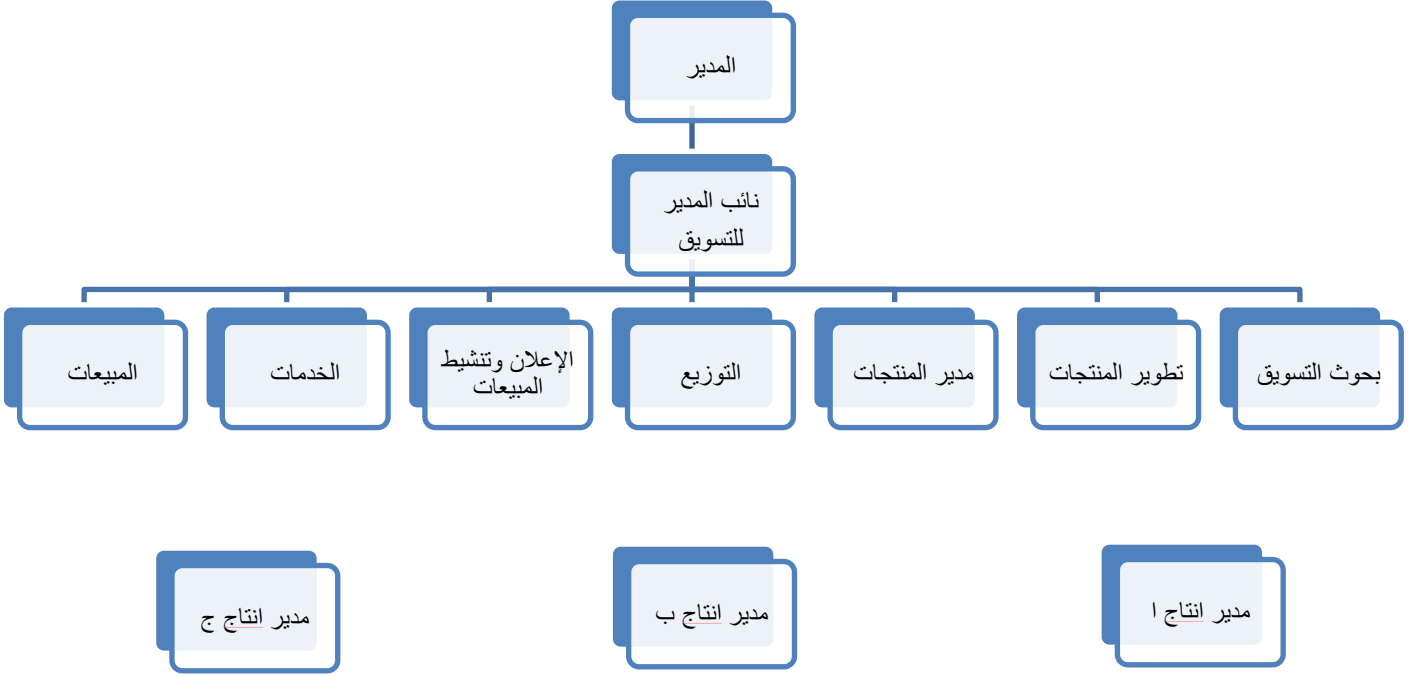 المدير
نائب المدير
للتسويق
بحوث التسويق
تطوير المنتجات
مدير المنتجات
التوزيع
الإعلان وتنشيط
المبيعات
الخدمات
المبيعات
مدير انتاج ا
مدير انتاج ب
مدير انتاج ج